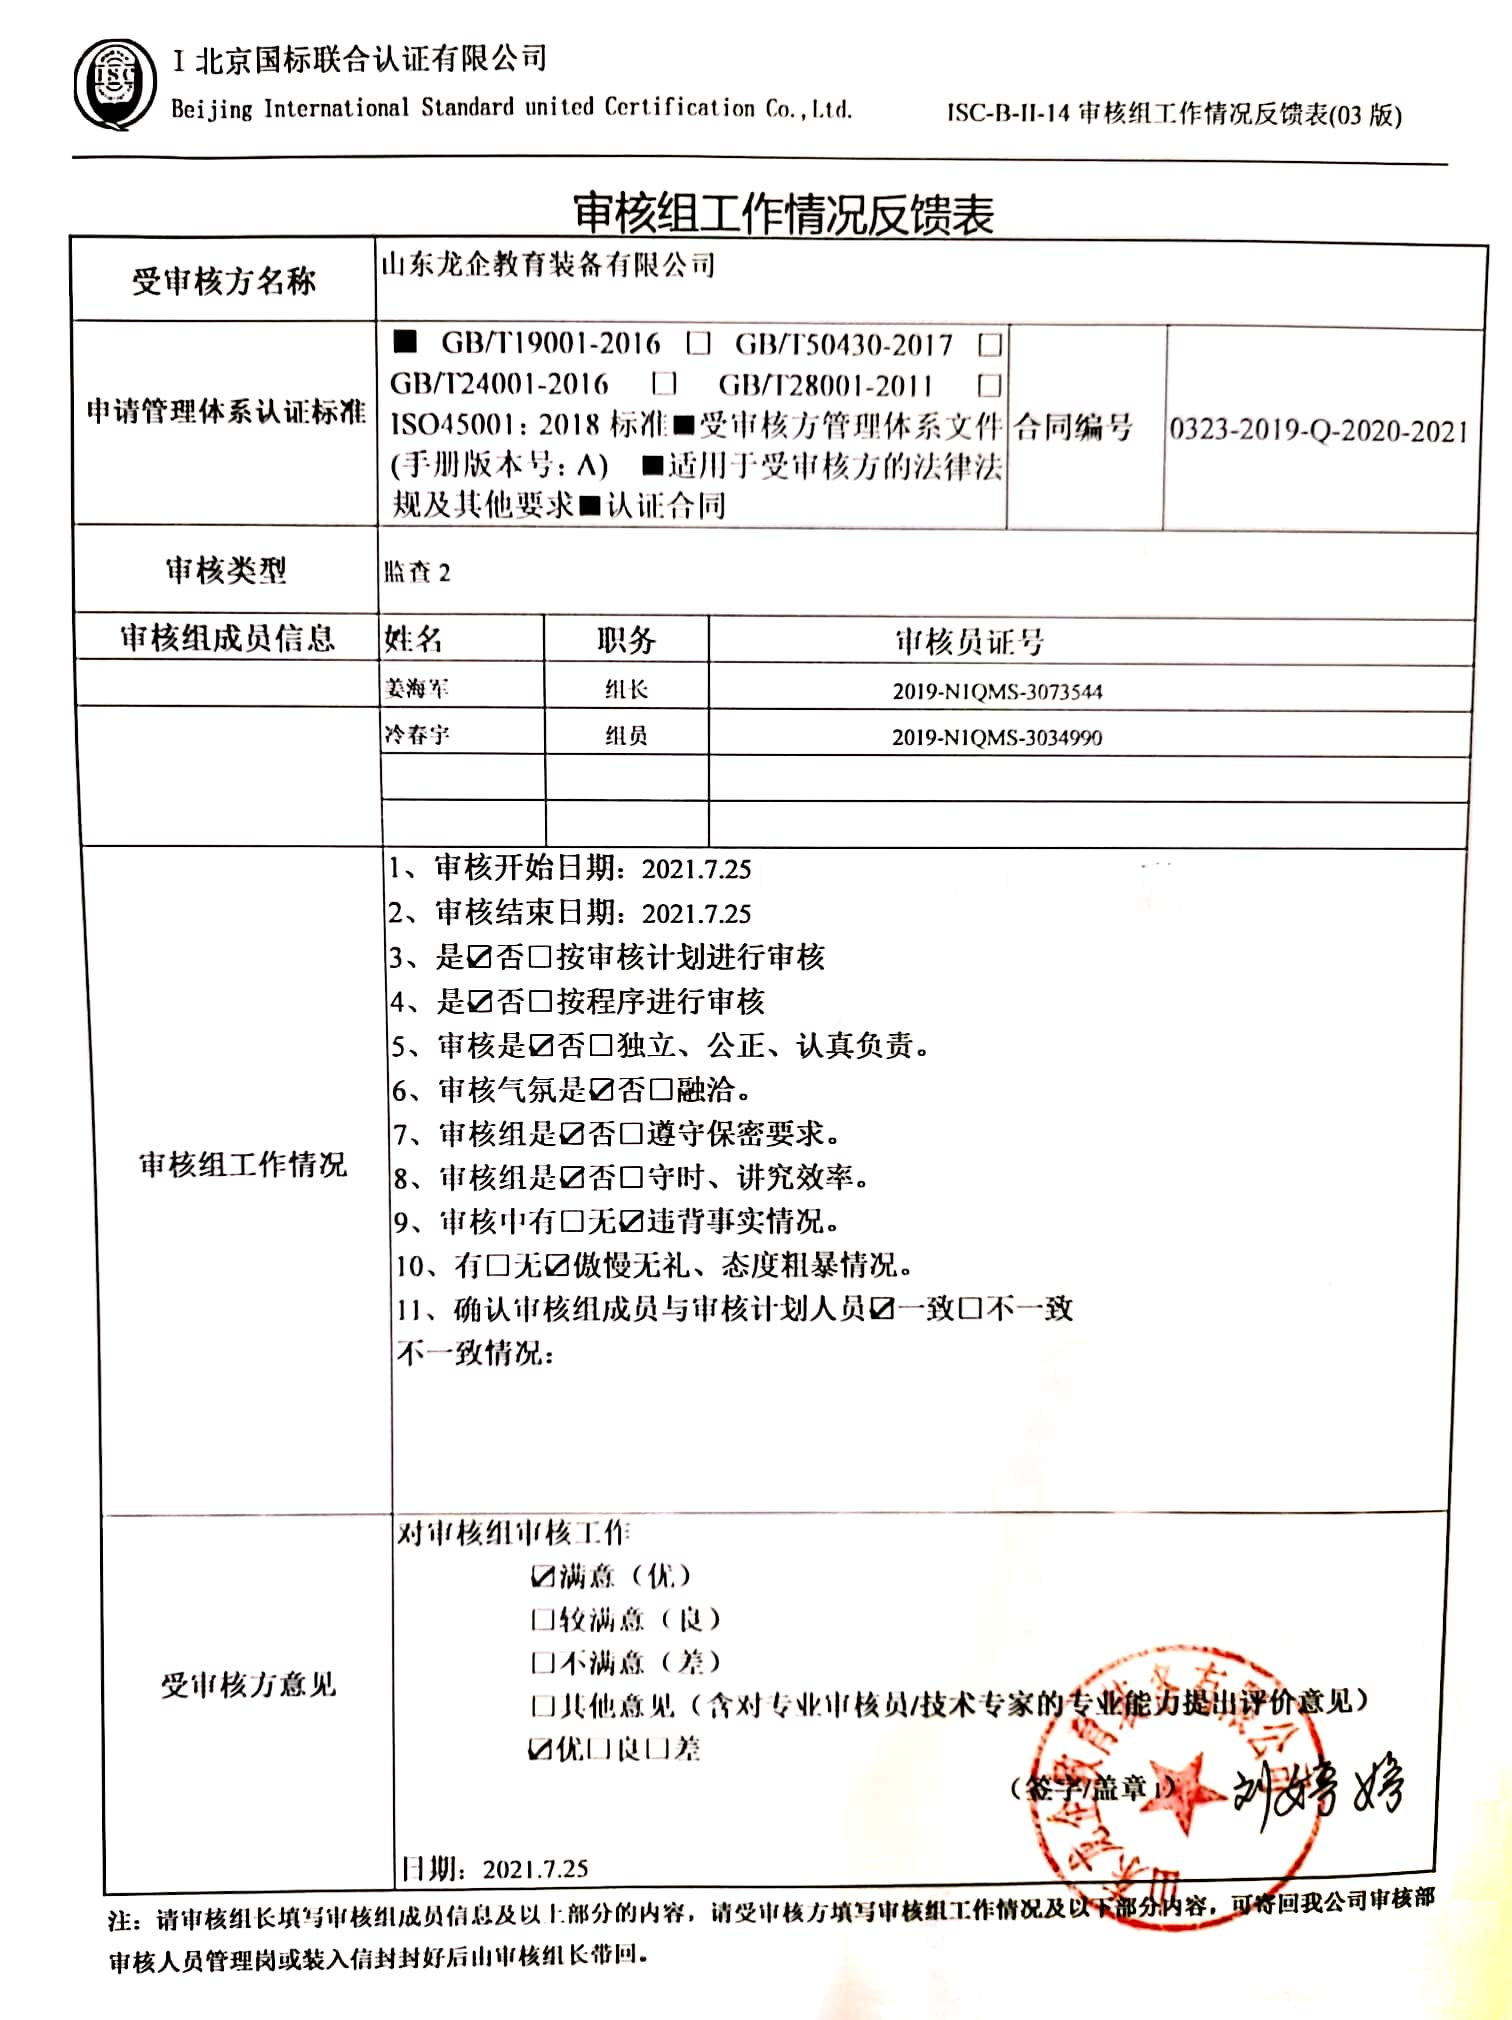 ISC
I 北京国标联合认证有限公司
Beijing International Standard united Certification Co.,Ltd.
ISC-B-II-14 审核组工作情况反馈表(03 版)
审核组工作情况反馈表
受审核方名称
山东龙企教育装备有限公司
申请管理体系认证标准
■ GB/T19001-2016 □ GB/T50430-2017 □
GB/T24001-2016 □ GB/T28001-2011 □
ISO45001: 2018 标准■受审核方管理体系文件
(手册版本号: A) ■适用于受审核方的法律法
规及其他要求■认证合同
合同编号
0323-2019-Q-2020-2021
审核类型
监查 2
审核组成员信息 姓名 职务 审核员证号
姜海军 组长 2019-N1QMS-3073544
冷春宇 组员 2019-N1QMS-3034990
审核组工作情况
1、审核开始日期: 2021.7.25
2、审核结束日期: 2021.7.25
3、是☑否□按审核计划进行审核
4、是☑否□按程序进行审核
5、审核是☑否□独立、公正、认真负责。
6、审核气氛是☑否□融洽。
7、审核组是☑否□遵守保密要求。
8、审核组是☑否□守时、讲究效率。
9、审核中有□无☑违背事实情况。
10、有□无☑傲慢无礼、态度粗暴情况。
11、确认审核组成员与审核计划人员☑一致□不一致
不一致情况:
受审核方意见
对审核组审核工作
☑满意（优）
□较满意（良）
□不满意（差）
□其他意见（含对专业审核员/技术专家的专业能力提出评价意见）
☑优□良□差
（签字/盖章） 刘婷婷
山东龙企教育装备有限公司
日期: 2021.7.25
注: 请审核组长填写审核组成员信息及以上部分的内容，请受审核方填写审核组工作情况及以下部分内容，可寄回我公司审核部
审核人员管理岗或装入信封封好后由审核组长带回。